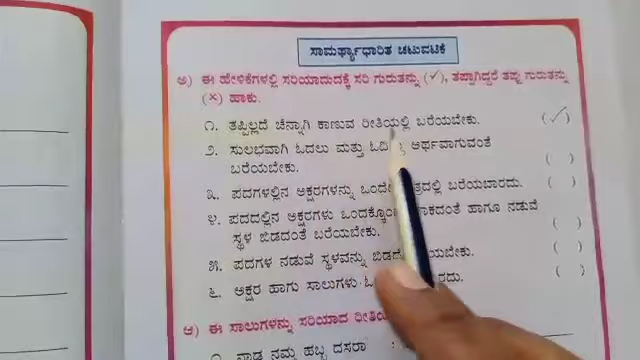 ಸಾಮರ್ಥ್ಯಾಧಾರಿತ ಚಟುವಟಿಕೆ
ಅ) ಈ ಹೇಳಿಕೆಗಳಲ್ಲಿ ಸರಿಯಾದುದಕ್ಕೆ ಸರಿ ಗುರುತನ್ನು (✓), ತಪ್ಪಾಗಿದ್ದರೆ ತಪ್ಪು ಗುರುತನ್ನು
(×) ಹಾಕು.
೧. ತಪ್ಪಿಲ್ಲದೆ ಚೆನ್ನಾಗಿ ಕಾಣುವ ರೀತಿಯಲ್ಲಿ ಬರೆಯಬೇಕು. (✓)
೨. ಸುಲಭವಾಗಿ ಓದಲು ಮತ್ತು ಅರ್ಥವಾಗುವಂತೆ
ಬರೆಯಬೇಕು. ( )
೩. ಪದಗಳಲ್ಲಿನ ಅಕ್ಷರಗಳನ್ನು ಬರೆಯಬಾರದು. ( )
೪. ಪದದಲ್ಲಿನ ಅಕ್ಷರಗಳು ಹಾಗೂ ನಡುವೆ
ಸ್ಥಳ ಬಿಡದಂತೆ ಬರೆಯಬೇಕು. ( )
೫. ಪದಗಳ ನಡುವೆ ಸ್ಥಳವನ್ನು ( )
೬. ಅಕ್ಷರ ಹಾಗು ಸಾಲುಗಳು ( )
ಆ) ಈ ಸಾಲುಗಳನ್ನು ಸರಿಯಾದ
೧. ನಾಡ ನಮ್ಮ ಹಬ್ಬ ದಸರಾ :